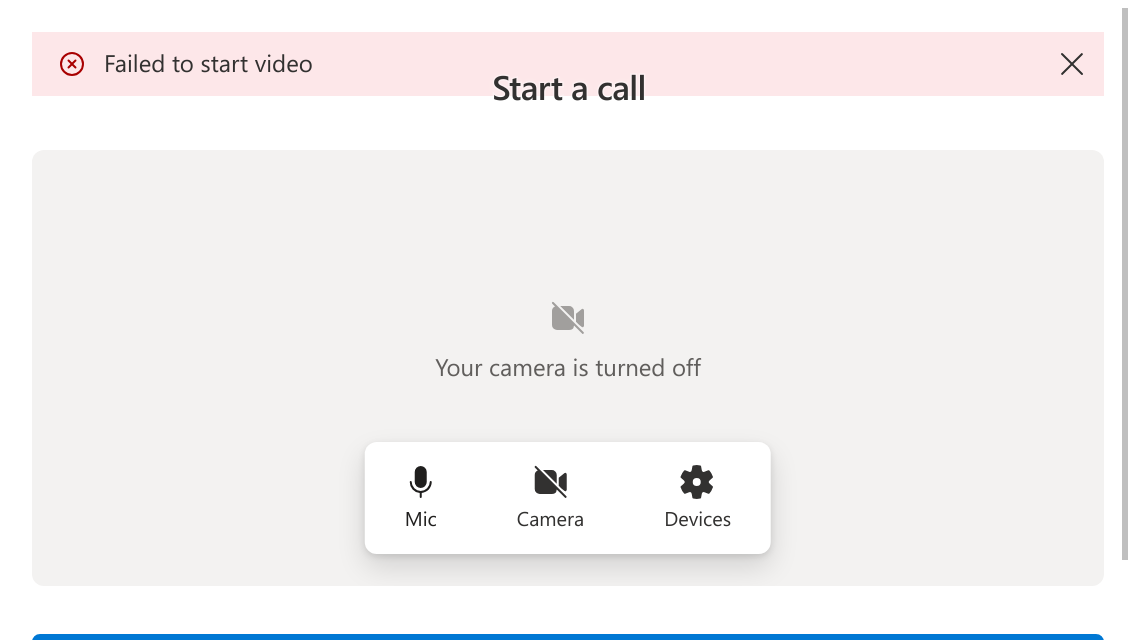 Failed to start video
Start a call
Your camera is turned off
Mic
Camera
Devices